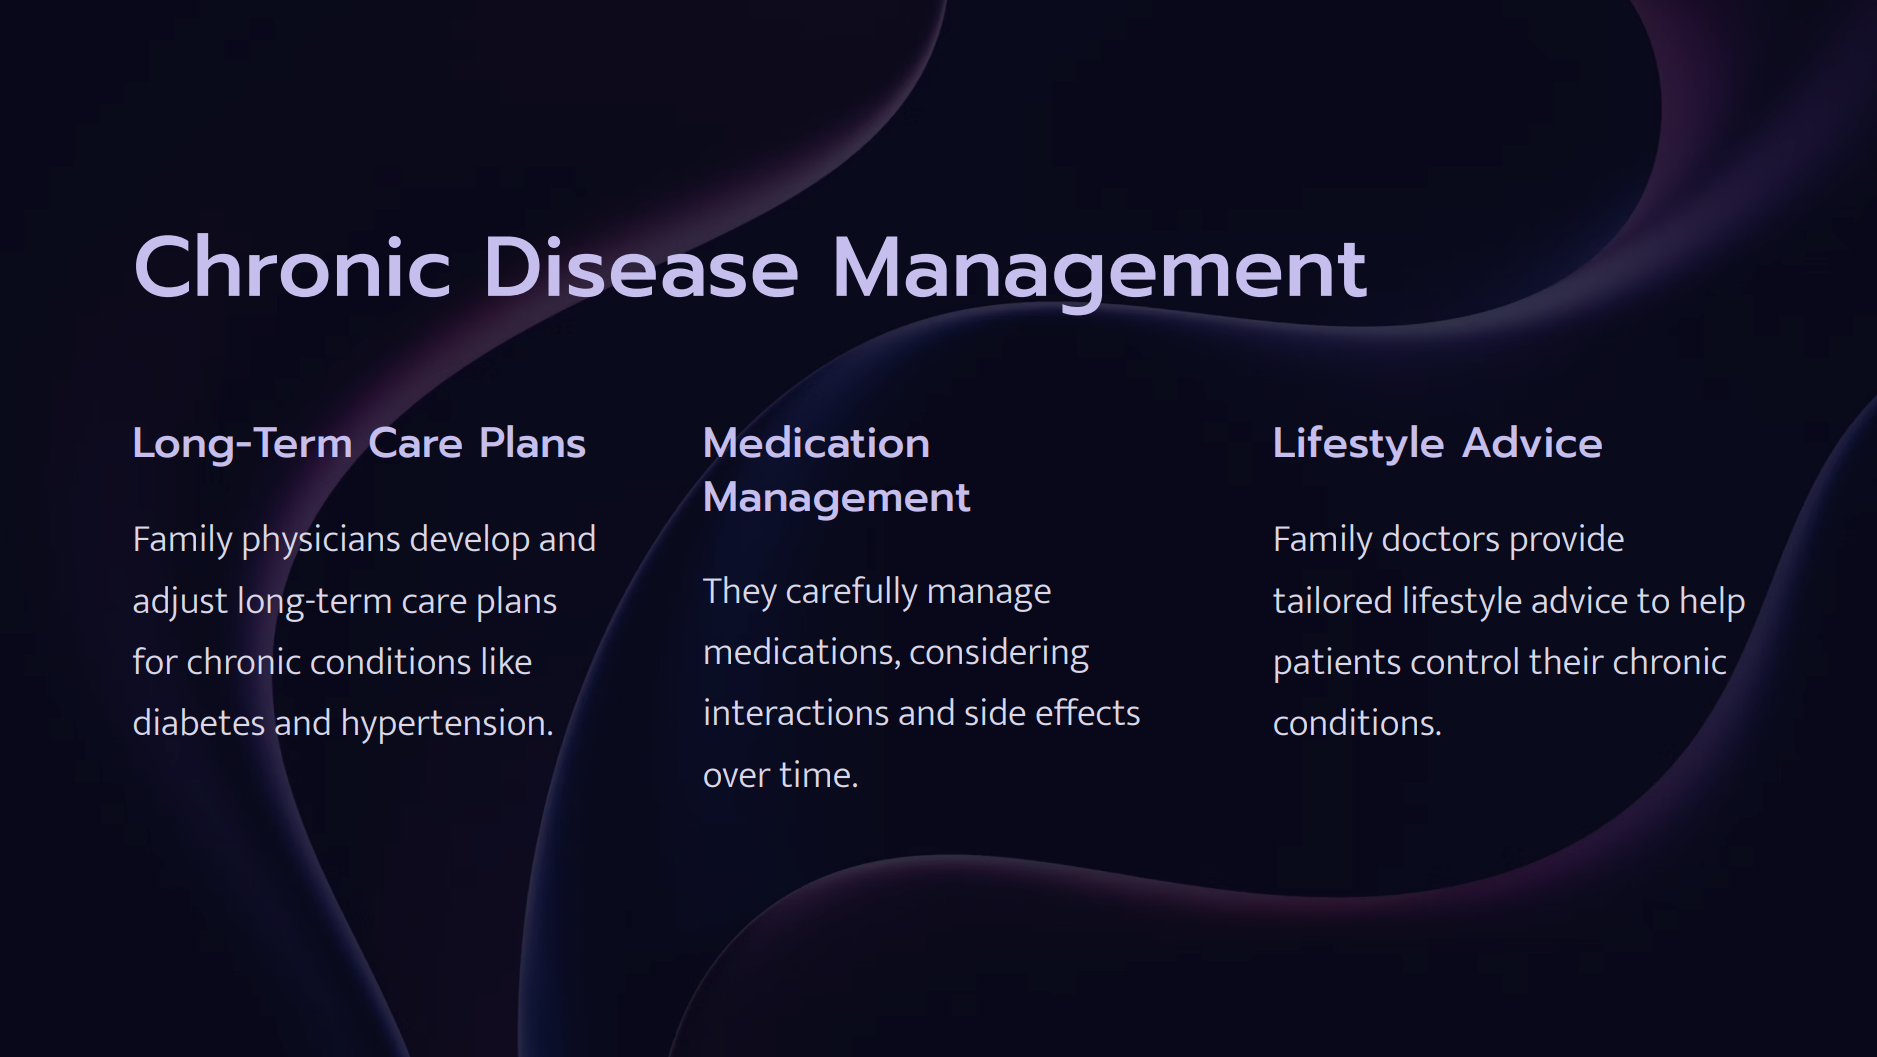 Chronic Disease Management
Long-Term Care Plans
Family physicians develop and
adjust long-term care plans
for chronic conditions like
diabetes and hypertension.
Medication
Management
They carefully manage
medications, considering
interactions and side effects
over time.
Lifestyle Advice
Family doctors provide
tailored lifestyle advice to help
patients control their chronic
conditions.